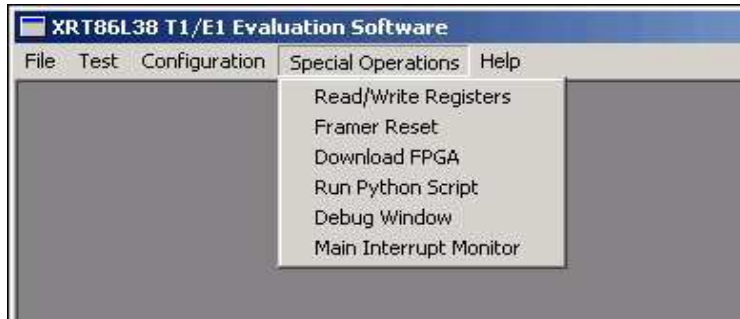 XRT86L38 T1/E1 Evaluation Software
File Test Configuration Special Operations Help
Read/Write Registers
Framer Reset
Download FPGA
Run Python Script
Debug Window
Main Interrupt Monitor